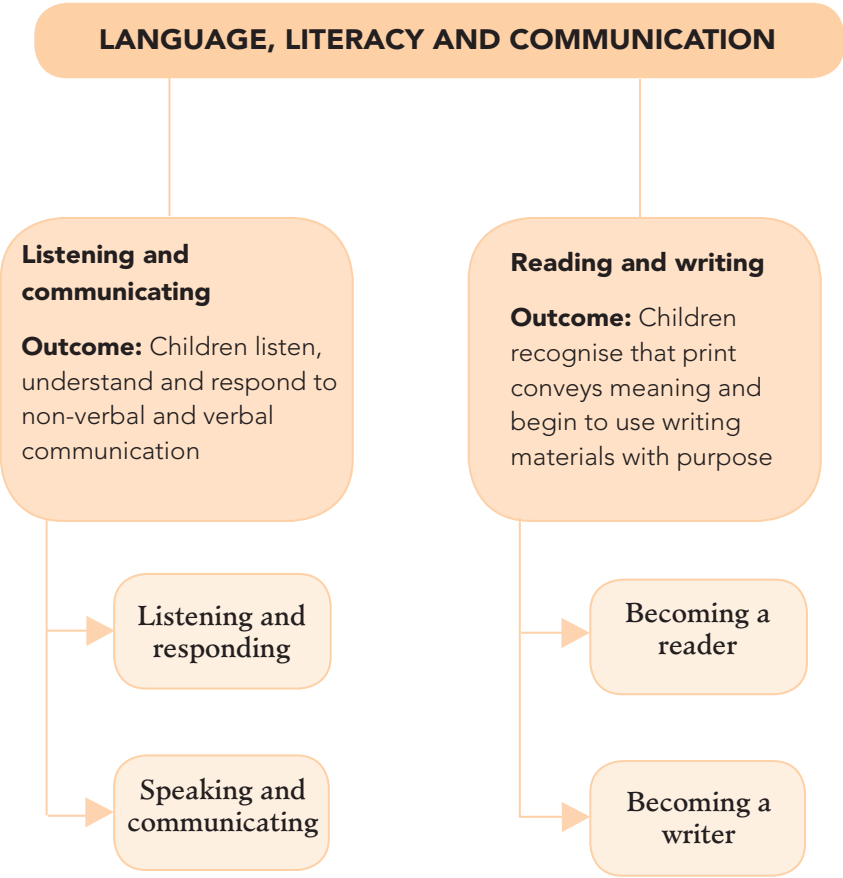 LANGUAGE, LITERACY AND COMMUNICATION
Listening and
communicating
Outcome: Children listen,
understand and respond to
non-verbal and verbal
communication
Listening and
responding
Speaking and
communicating
Reading and writing
Outcome: Children
recognise that print
conveys meaning and
begin to use writing
materials with purpose
Becoming a
reader
Becoming a
writer